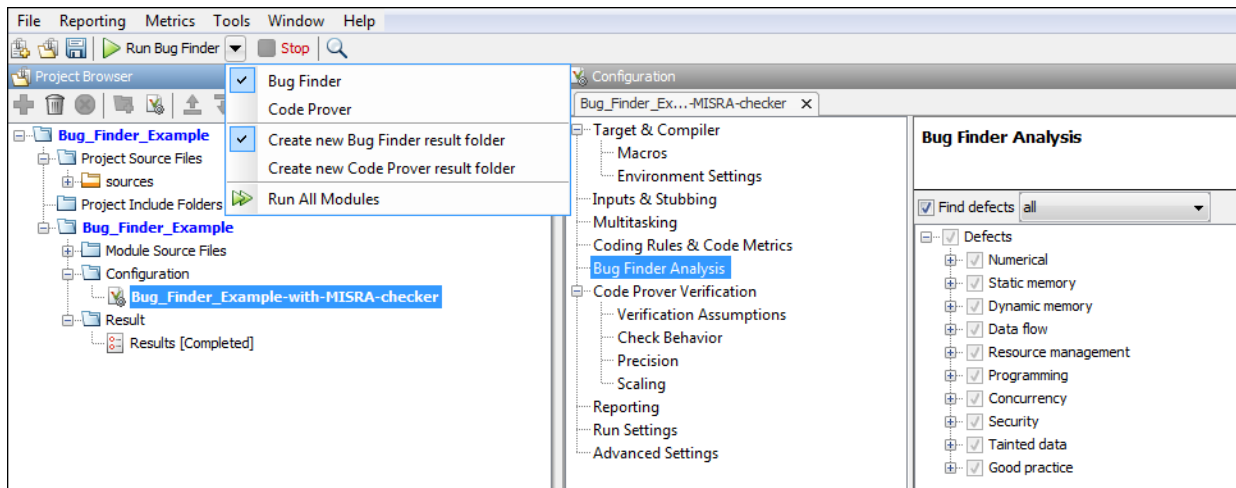 File Reporting Metrics Tools Window Help
Run Bug Finder Stop
Project Browser
Bug Finder
Code Prover
Create new Bug Finder result folder
Create new Code Prover result folder
Run All Modules
Bug_Finder_Example
Project Source Files
sources
Project Include Folders
Bug_Finder_Example
Module Source Files
Configuration
Bug_Finder_Example-with-MISRA-checker
Result
Results [Completed]
Configuration
Bug_Finder_Ex...-MISRA-checker X
Target & Compiler
Macros
Environment Settings
Inputs & Stubbing
Multitasking
Coding Rules & Code Metrics
Bug Finder Analysis
Code Prover Verification
Verification Assumptions
Check Behavior
Precision
Scaling
Reporting
Run Settings
Advanced Settings
Bug Finder Analysis
Find defects all
Defects
Numerical
Static memory
Dynamic memory
Data flow
Resource management
Programming
Concurrency
Security
Tainted data
Good practice